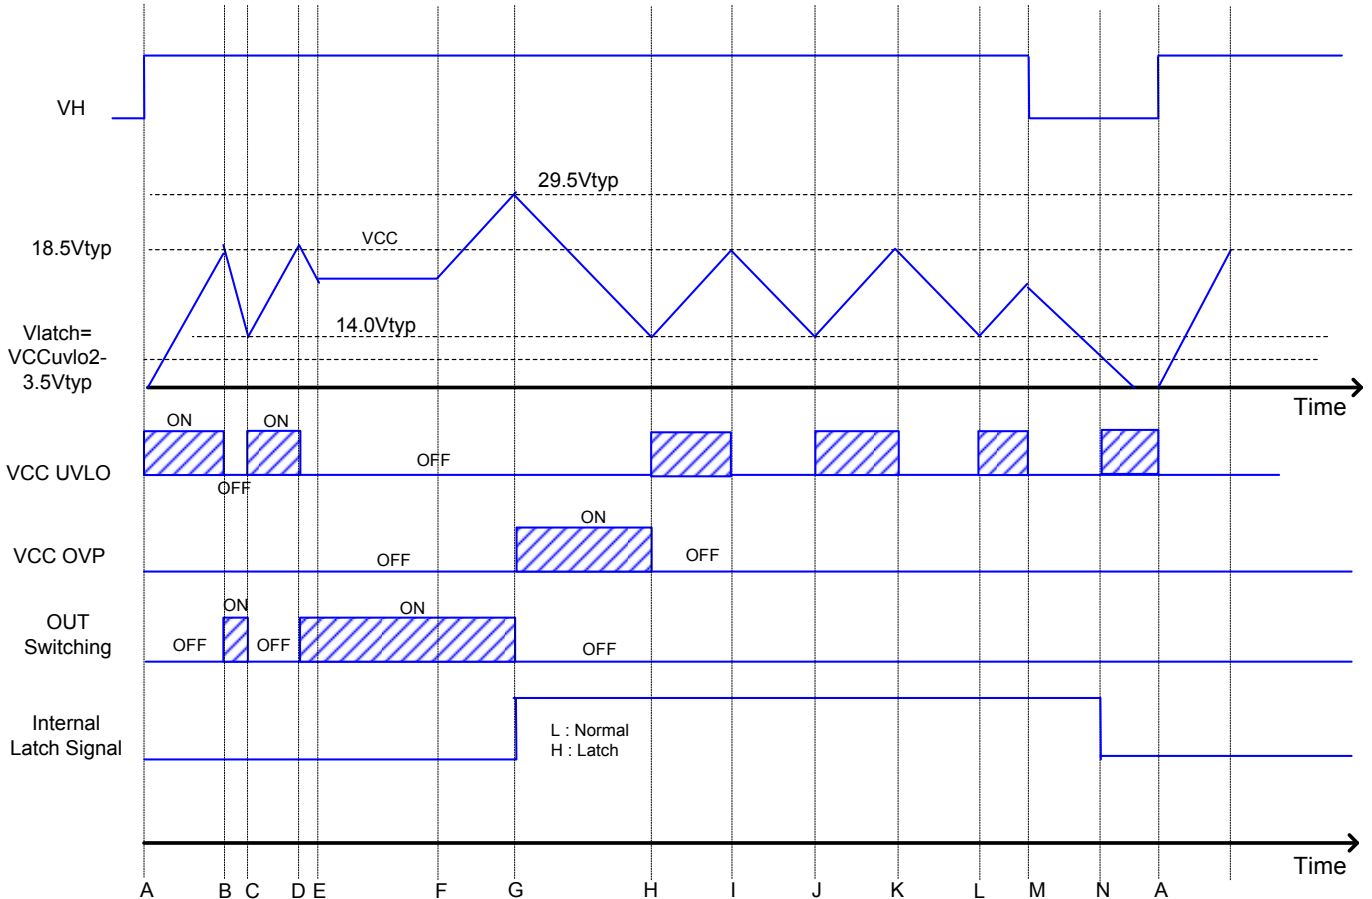 VH
29.5Vtyp
18.5Vtyp
VCC
14.0Vtyp
Vlatch=
VCCuvlo2-
3.5Vtyp
Time
ON
ON
OFF
VCC UVLO
OFF
ON
VCC OVP
OFF
OFF
OUT
Switching
ON
ON
OFF
OFF
OFF
Internal
Latch Signal
L : Normal
H : Latch
Time
A B C D E F G H I J K L M N A